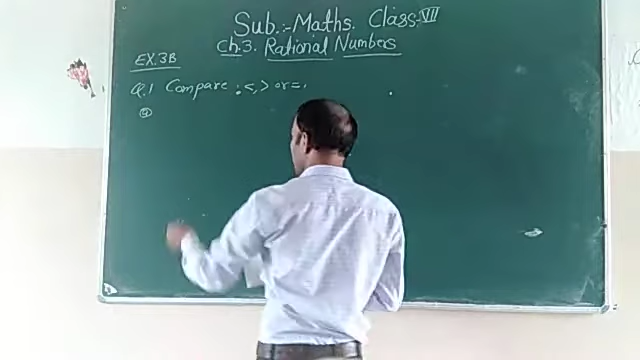 Sub.:- Maths. Class. VII
Ch. 3. Rational Numbers
EX. 3B
Q.1 Compare : <, > or =.
ⓐ